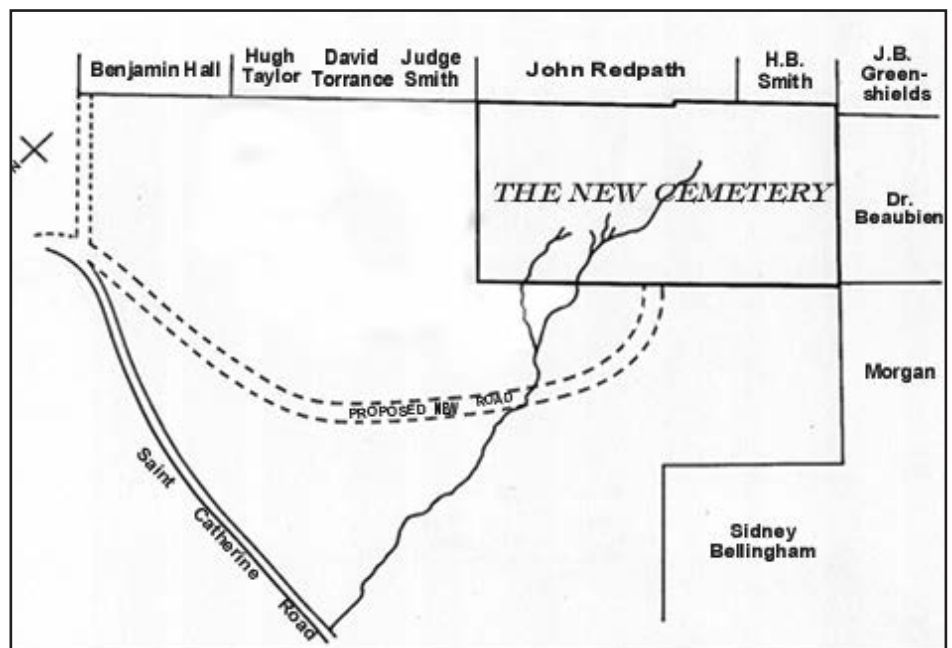 Benjamin Hall
Hugh
Taylor
David
Torrance
Judge
Smith
John Redpath
H.B.
Smith
J.B.
Green-
shields
N
THE NEW CEMETERY
Dr.
Beaubien
PROPOSED NEW ROAD
Morgan
Saint
Catherine
Road
Sidney
Bellingham